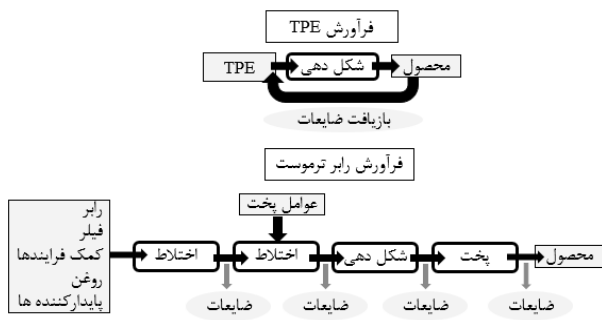 فرآورش TPE
TPE
شکل دهی
محصول
بازیافت ضایعات
فرآورش رابر ترموست
عوامل پخت
رابر
فیلر
کمک فرایندها
روغن
پایدارکننده ها
اختلاط
اختلاط
شکل دهی
پخت
محصول
ضایعات
ضایعات
ضایعات
ضایعات